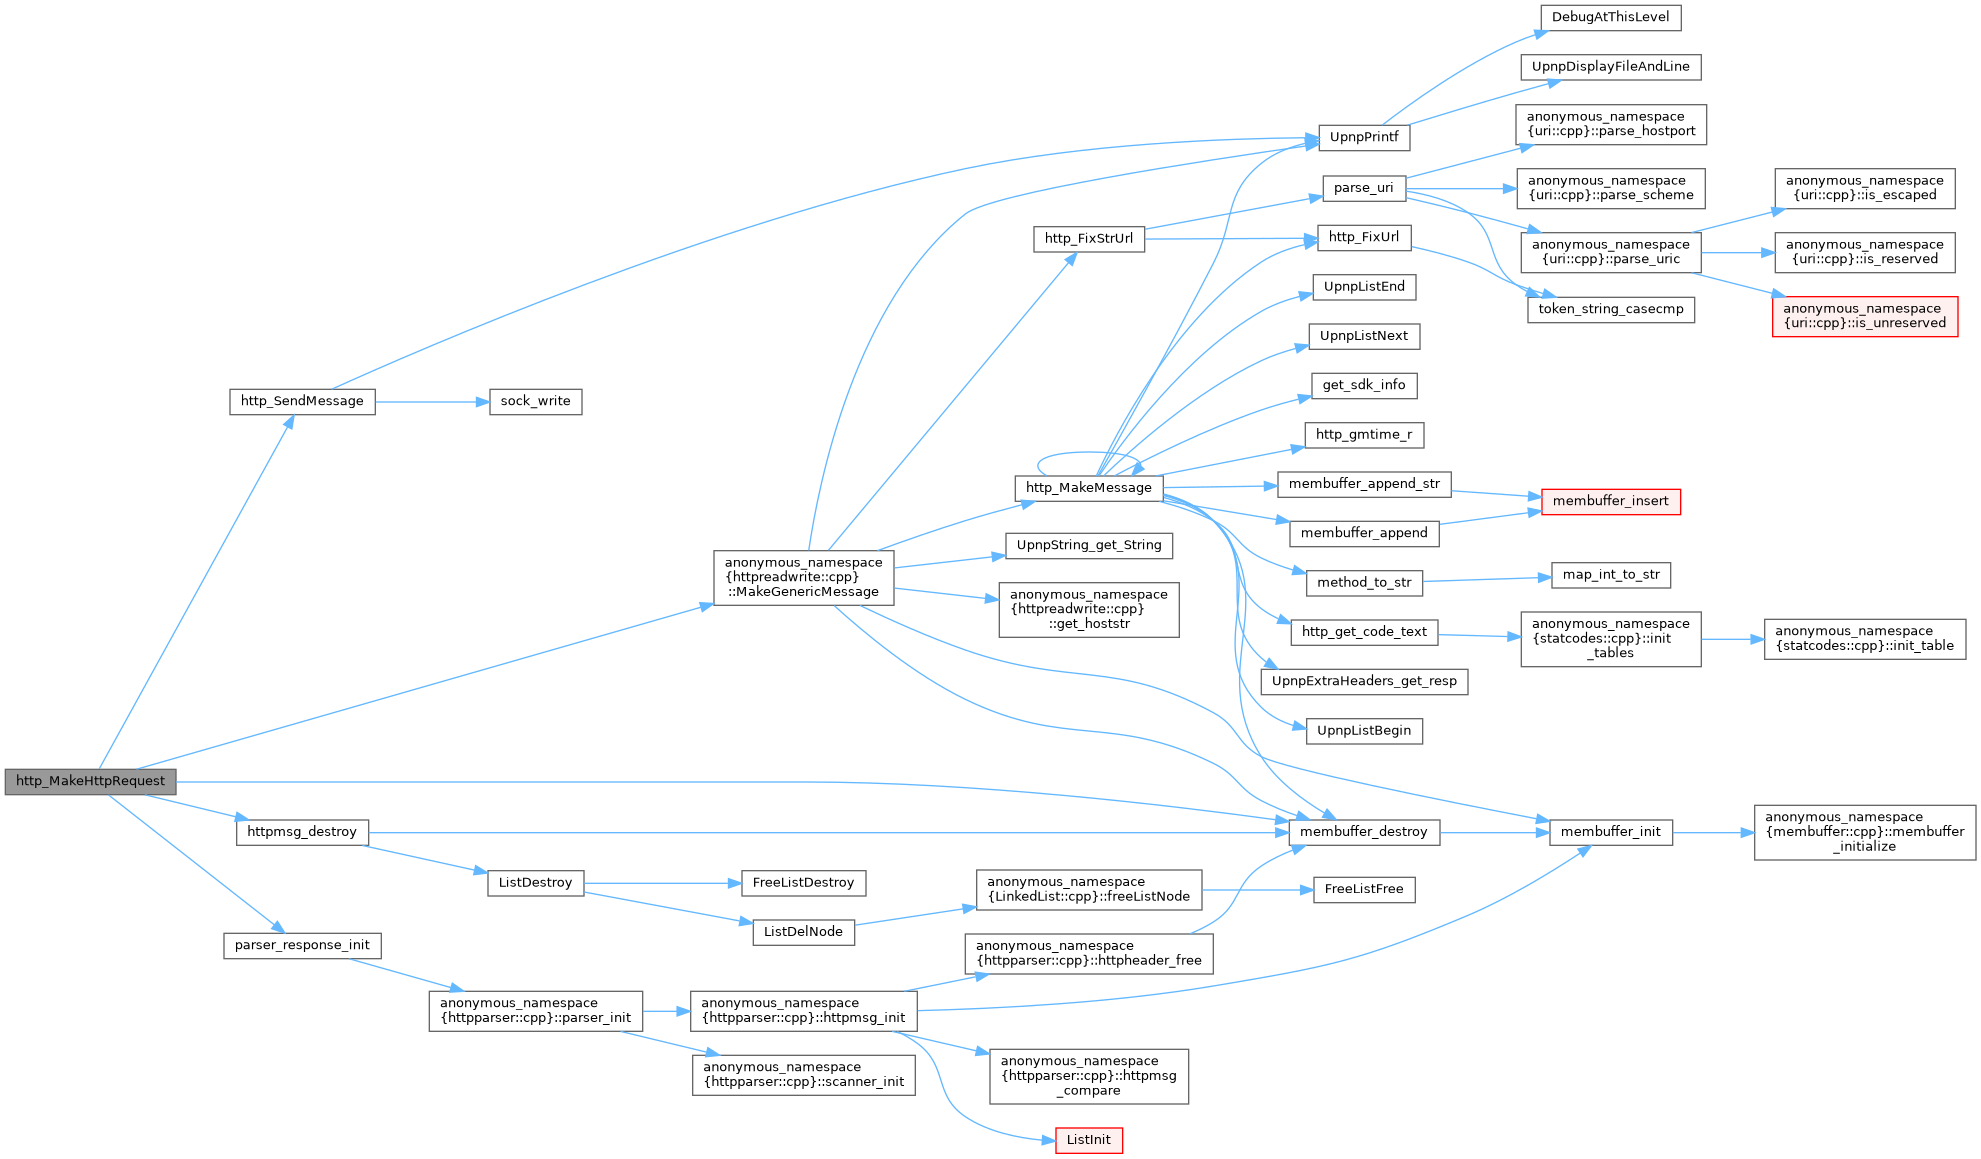 DebugAtThisLevel
UpnpDisplayFileAndLine
anonymous_namespace
{uri::cpp}::parse_hostport
UpnpPrintf
parse_uri
anonymous_namespace
{uri::cpp}::parse_scheme
anonymous_namespace
{uri::cpp}::is_escaped
http_FixStrUrl
http_FixUrl
anonymous_namespace
{uri::cpp}::parse_uric
anonymous_namespace
{uri::cpp}::is_reserved
UpnpListEnd
token_string_casecmp
anonymous_namespace
{uri::cpp}::is_unreserved
UpnpListNext
get_sdk_info
http_SendMessage
sock_write
http_gmtime_r
http_MakeMessage
membuffer_append_str
membuffer_insert
membuffer_append
UpnpString_get_String
anonymous_namespace
{httpreadwrite::cpp}
::MakeGenericMessage
method_to_str
map_int_to_str
anonymous_namespace
{httpreadwrite::cpp}
::get_hoststr
http_get_code_text
anonymous_namespace
{statcodes::cpp}::init
_tables
anonymous_namespace
{statcodes::cpp}::init_table
UpnpExtraHeaders_get_resp
UpnpListBegin
http_MakeHttpRequest
httpmsg_destroy
membuffer_destroy
membuffer_init
anonymous_namespace
{membuffer::cpp}::membuffer
_initialize
ListDestroy
FreeListDestroy
anonymous_namespace
{LinkedList::cpp}::freeListNode
FreeListFree
ListDelNode
parser_response_init
anonymous_namespace
{httpparser::cpp}::httpheader_free
anonymous_namespace
{httpparser::cpp}::parser_init
anonymous_namespace
{httpparser::cpp}::httpmsg_init
anonymous_namespace
{httpparser::cpp}::scanner_init
anonymous_namespace
{httpparser::cpp}::httpmsg
_compare
ListInit